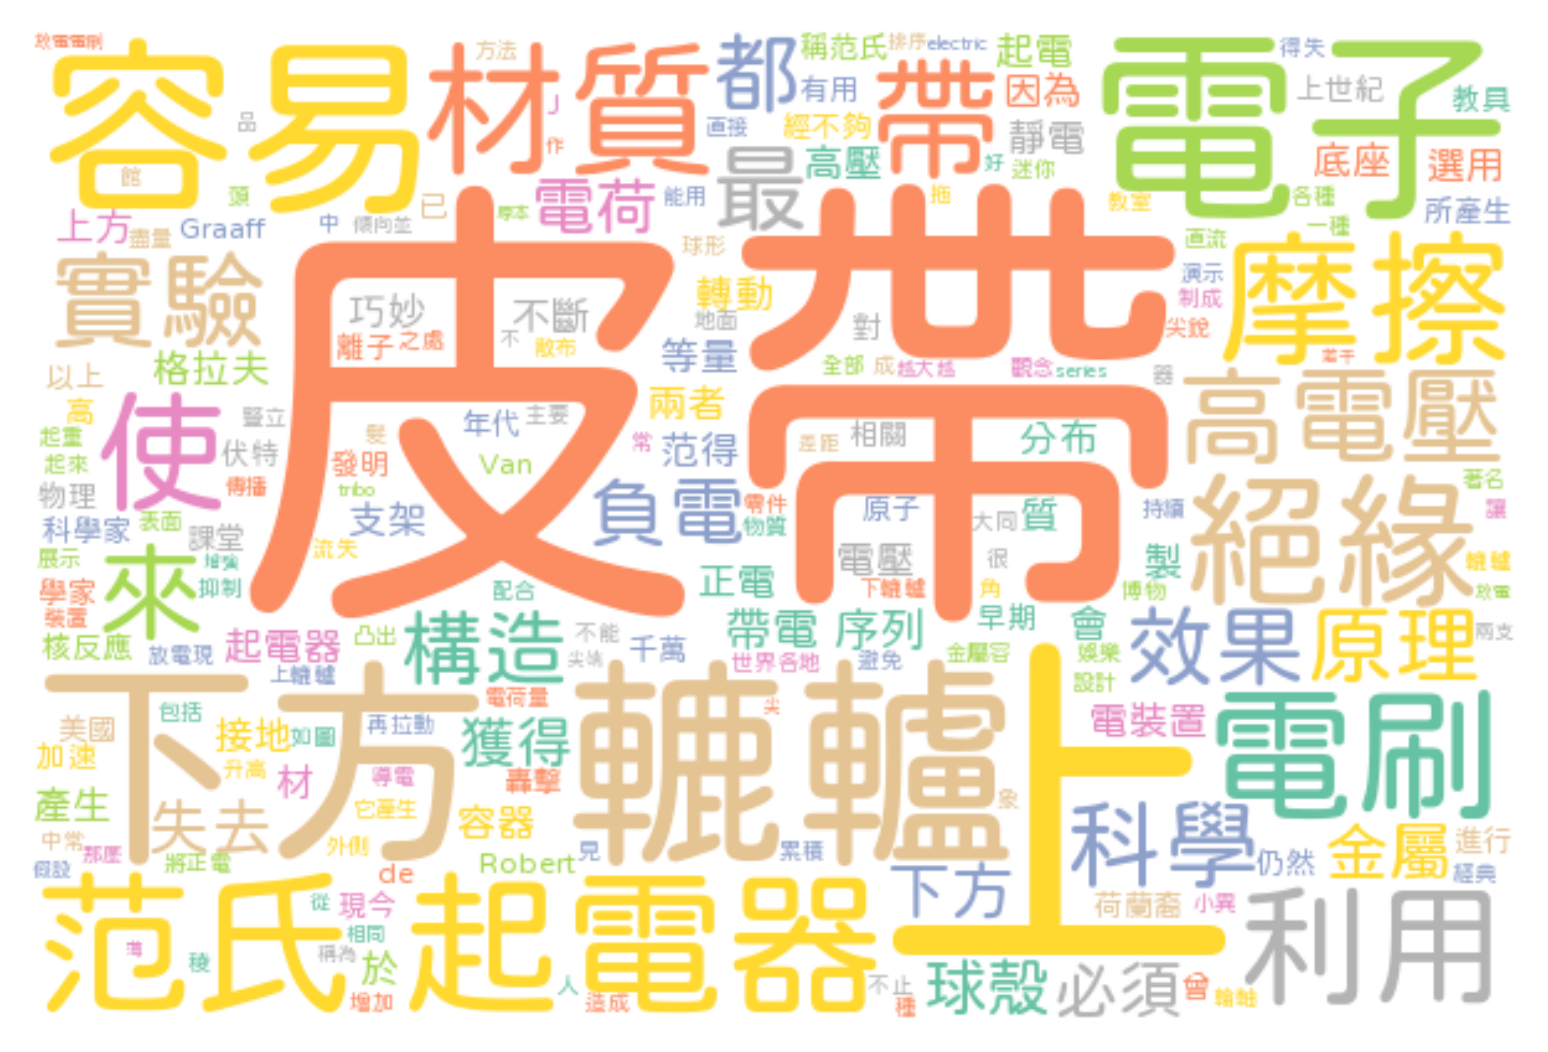 放電電刷
容易
材質
方法
都
稱范氏
排序
electric
起電
電子
得失
上世紀
教具
品
館
J
作
直接
有用
經不夠
帶
因為
靜電
高壓
好
迷你
底座
選用
最
頭
上方
盡量
Graaff
中
傾向並
已
電荷
能用
球形
拖
教室
各種
一種
所產生
直流
實驗
皮帶
巧妙
離子
之處
不斷
不
散布
轉動
地面
對
演示
制成
尖銳
摩擦
若干
等量
全部
成
越大越
觀念
series
器
以上
格拉夫
高
豎立
兩者
使
起重
起來
伏特
年代
主要
髮
發明
Van
常
范得
差距
相關
分布
高電壓
物理
傳播
tribo
支架
負電
零件
物質
原子
大同
質
持續
絕緣
著名
讓
科學家
表面
課堂
流失
展示
增強
來
抑制
學家
裝置
配合
正電
電壓
很
下轆轤
角
製
博物
轆轤
放電
核反應
放電現
起電器
凸出
構造
不能
尖端
千萬
帶電
序列
世界各地
避免
早期
金屬容
會
娛樂
設計
效果
原理
兩支
上轆轤
下方
電荷量
轆轤
尖
上
電裝置
電刷
美國
包括
接地
如圖
再拉動
獲得
加速
升高
材
導電
轟擊
產生
失去
它產生
容器
象
科學
金屬
進行
中常
那麼
將正電
外側
見
累積
仍然
經典
假設
de
Robert
下方
荷蘭裔
小異
利用
范氏
起電器
從
現今
相同
薄
稜
稱為
於
增加
人
造成
不止
種
球殼
必須
曾
輪軸